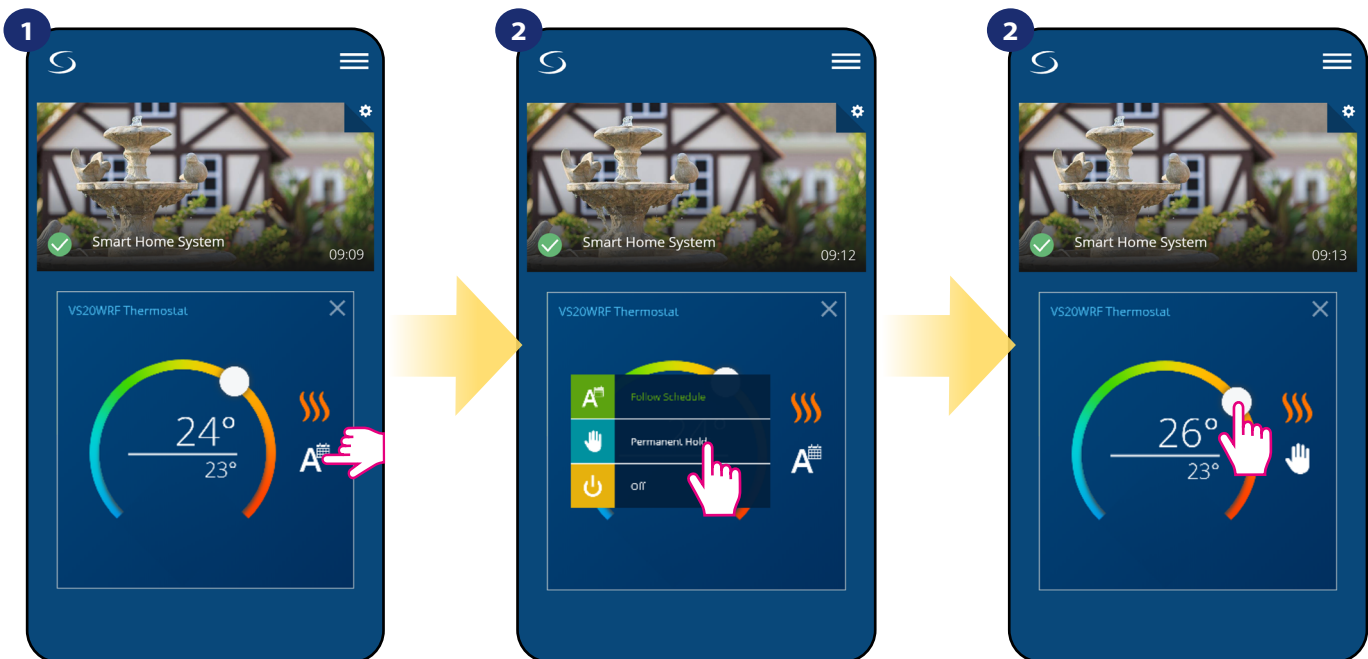 1
Smart Home System
09:09
VS20WRF Thermostat
24°
23°
A
2
Smart Home System
09:12
VS20WRF Thermostat
A
Follow Schedule
Permanent Hold
Off
A
2
Smart Home System
09:13
VS20WRF Thermostat
26°
23°